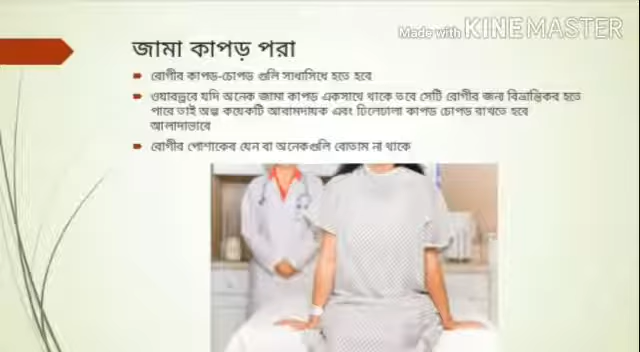 Made with KINEMASTER
জামা কাপড় পরা
রোগীর কাপড়-চোপড় গুলি সাধাসিধে হতে হবে
ওয়ারড্রবে যদি অনেক জামা কাপড় একসাথে থাকে তবে সেটি রোগীর জন্য বিভ্রান্তিকর হতে
পারে তাই অল্প কয়েকটি আরামদায়ক এবং ঢিলেঢালা কাপড় চোপড় রাখতে হবে
আলাদাভাবে
রোগীর পোশাকের যেন বা অনেকগুলি বোতাম না থাকে